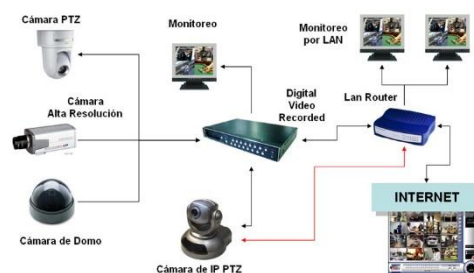 Cámara PTZ
Monitoreo
Monitoreo
por LAN
Cámara
Alta Resolución
Digital
Video
Recorded
Lan Router
INTERNET
Cámara de Domo
Cámara de IP PTZ